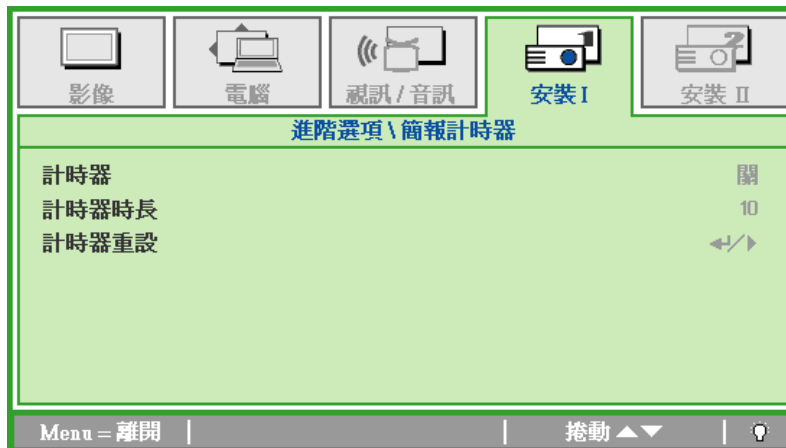 影像
電腦
視訊 / 音訊
安裝 I
安裝 II
進階選項 \ 簡報計時器
計時器 關
計時器時長 10
計時器重設 ↵/▶
Menu = 離開 | | 捲動 ▲▼ |